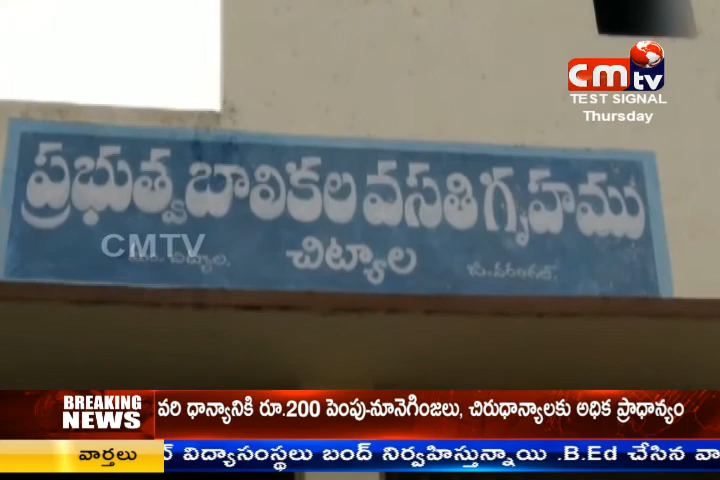 cmtv
TEST SIGNAL
Thursday
ప్రభుత్వ బాలికల వసతి గృహము
CMTV
చిట్యాల
BREAKING NEWS
వరి ధాన్యానికి రూ.200 పెంపు-నూనెగింజలు, చిరుధాన్యాలకు అధిక ప్రాధాన్యం
వార్తలు
విద్యాసంస్థలు బంద్ నిర్వహిస్తున్నాయి .B.Ed చేసిన